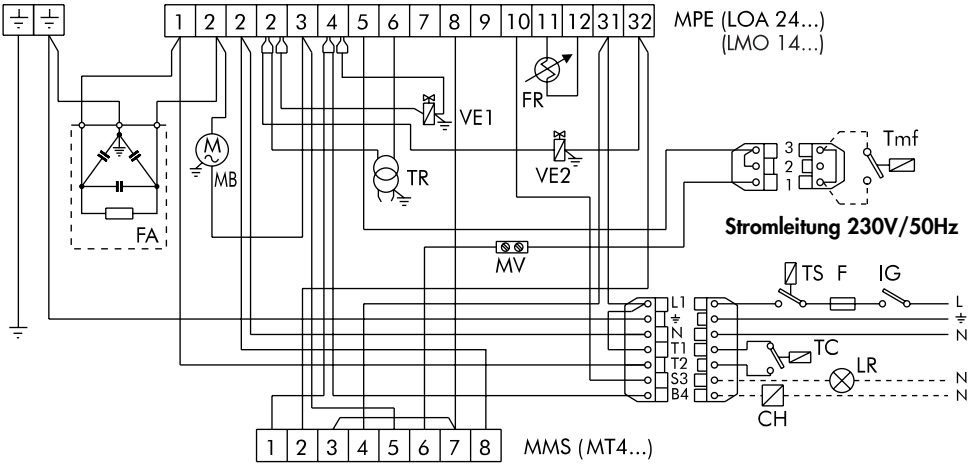 1 2 2 2 3 4 5 6 7 8 9 10 11 12 31 32
MPE (LOA 24...)
(LMO 14...)
FR
VE1
M
MB
TR
VE2
FA
3
2
1
Tmf
Stromleitung 230V/50Hz
MV
TS F IG
L1
N
T1
T2
S3
B4
L
N
TC
LR
N
N
CH
1 2 3 4 5 6 7 8
MMS (MT4...)